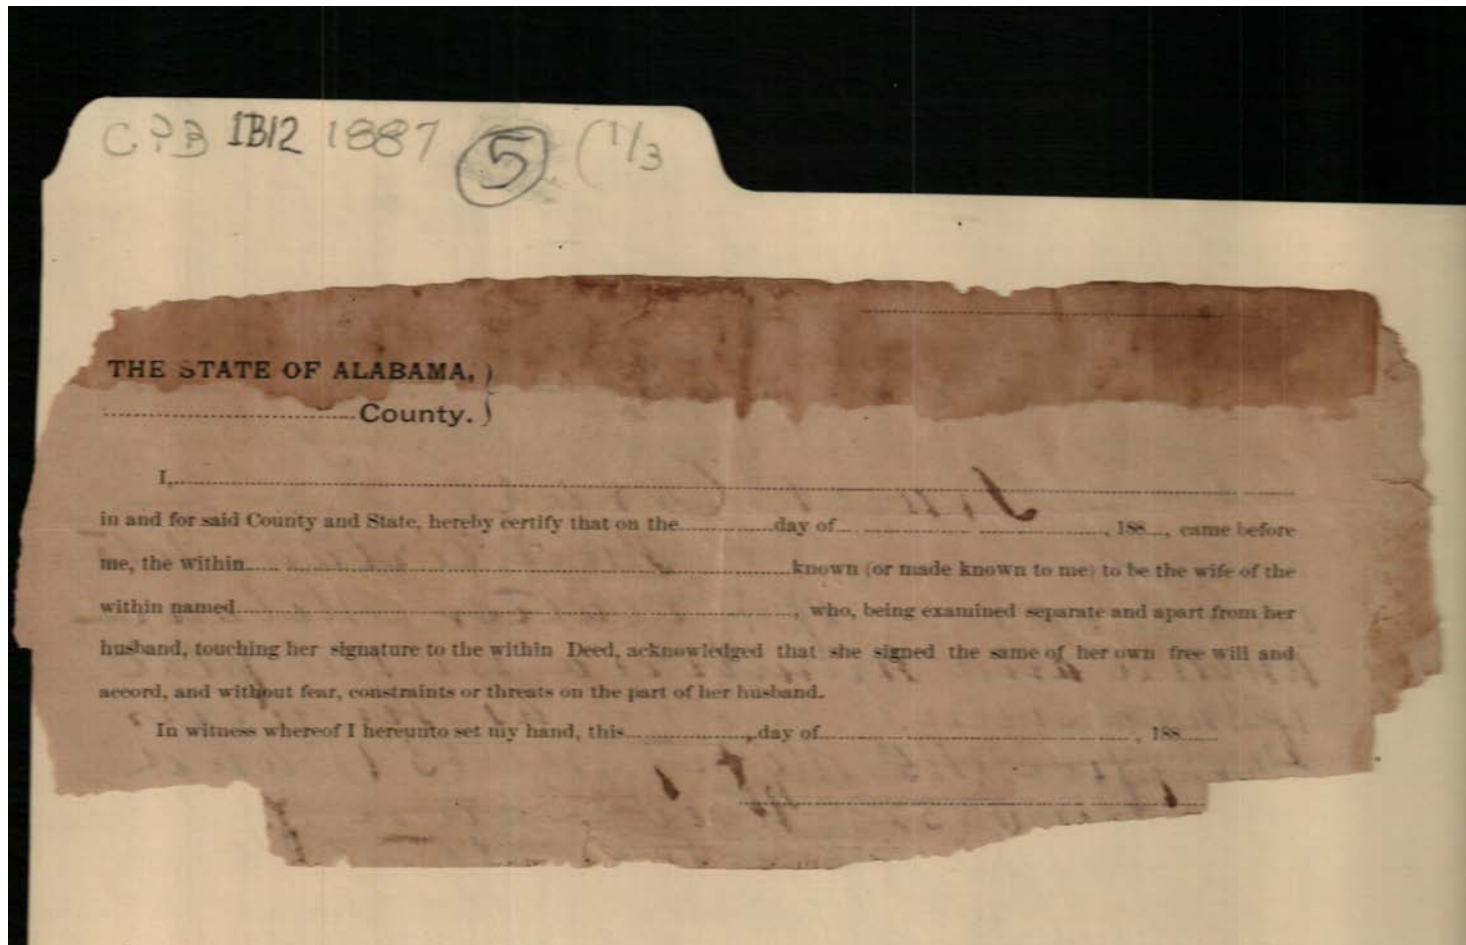 C?B 1B12 1887 (5) (1/3
THE STATE OF ALABAMA, }
.............................. County. }
I,..............................
in and for said County and State, hereby certify that on the..............day of.............................., 188...., came before
me, the within..............................known (or made known to me) to be the wife of the
within named.............................., who, being examined separate and apart from her
husband, touching her signature to the within Deed, acknowledged that she signed the same of her own free will and
accord, and without fear, constraints or threats on the part of her husband.
In witness whereof I hereunto set my hand, this..............day of.............................., 188......